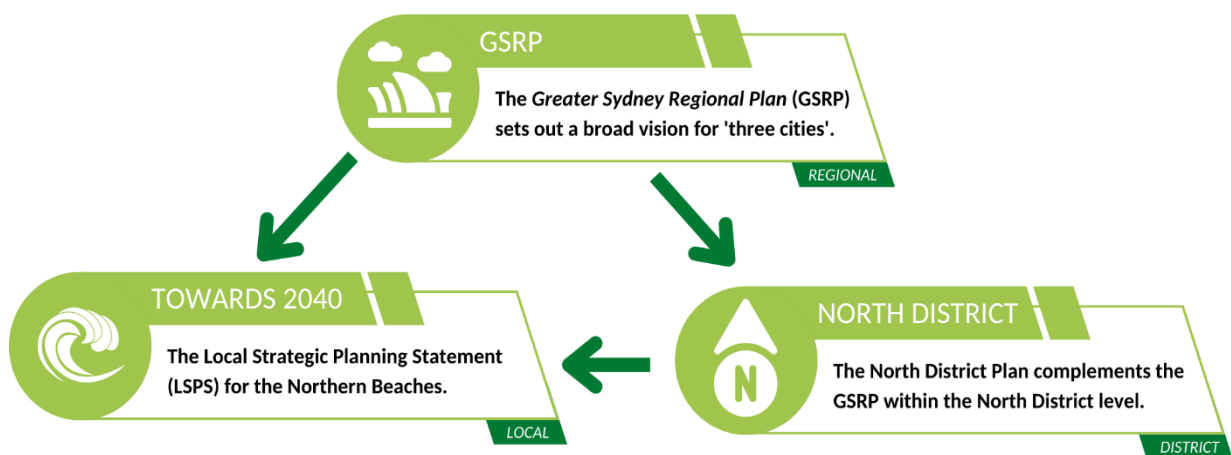 GSRP
The Greater Sydney Regional Plan (GSRP)
sets out a broad vision for 'three cities'.
REGIONAL
TOWARDS 2040
The Local Strategic Planning Statement
(LSPS) for the Northern Beaches.
LOCAL
NORTH DISTRICT
N
The North District Plan complements the
GSRP within the North District level.
DISTRICT